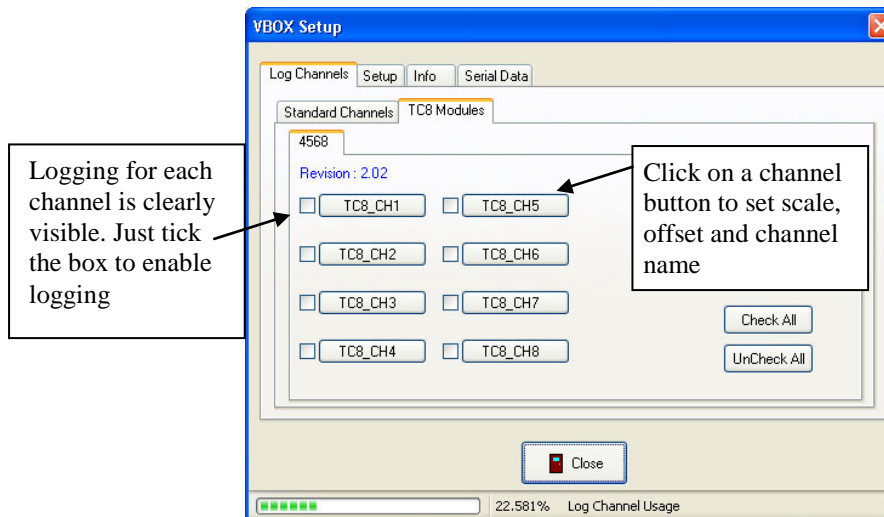 VBOX Setup
Log Channels Setup Info Serial Data
Standard Channels TC8 Modules
4568
Revision : 2.02
TC8_CH1 TC8_CH5
TC8_CH2 TC8_CH6
TC8_CH3 TC8_CH7
TC8_CH4 TC8_CH8
Check All
UnCheck All
Close
22.581% Log Channel Usage
Logging for each
channel is clearly
visible. Just tick
the box to enable
logging
Click on a channel
button to set scale,
offset and channel
name